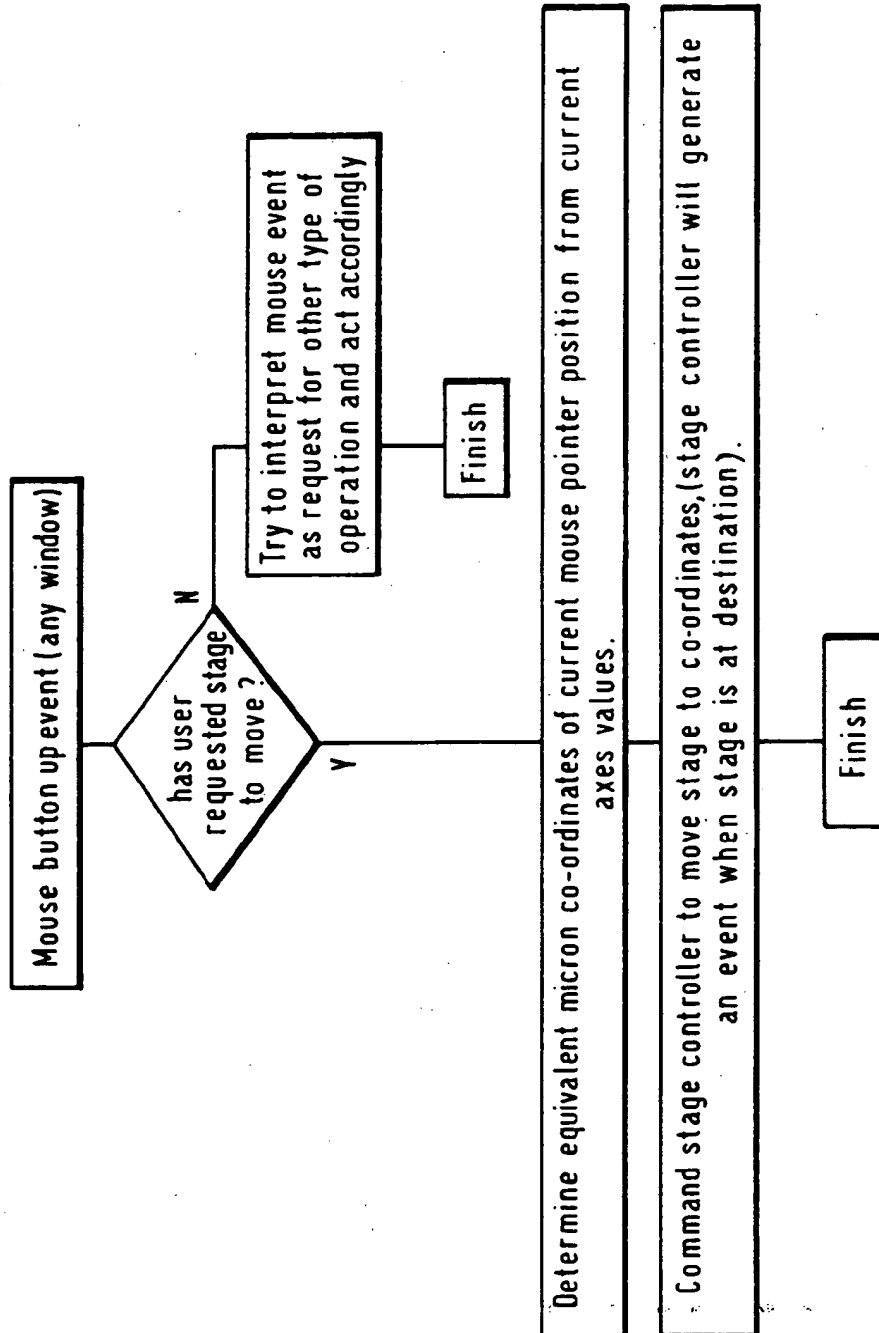 Mouse button up event (any window)
has user
requested stage
to move ?
N
Try to interpret mouse event
as request for other type of
operation and act accordingly
Finish
Y
Determine equivalent micron co-ordinates of current mouse pointer position from current
axes values.
Command stage controller to move stage to co-ordinates,(stage controller will generate
an event when stage is at destination).
Finish